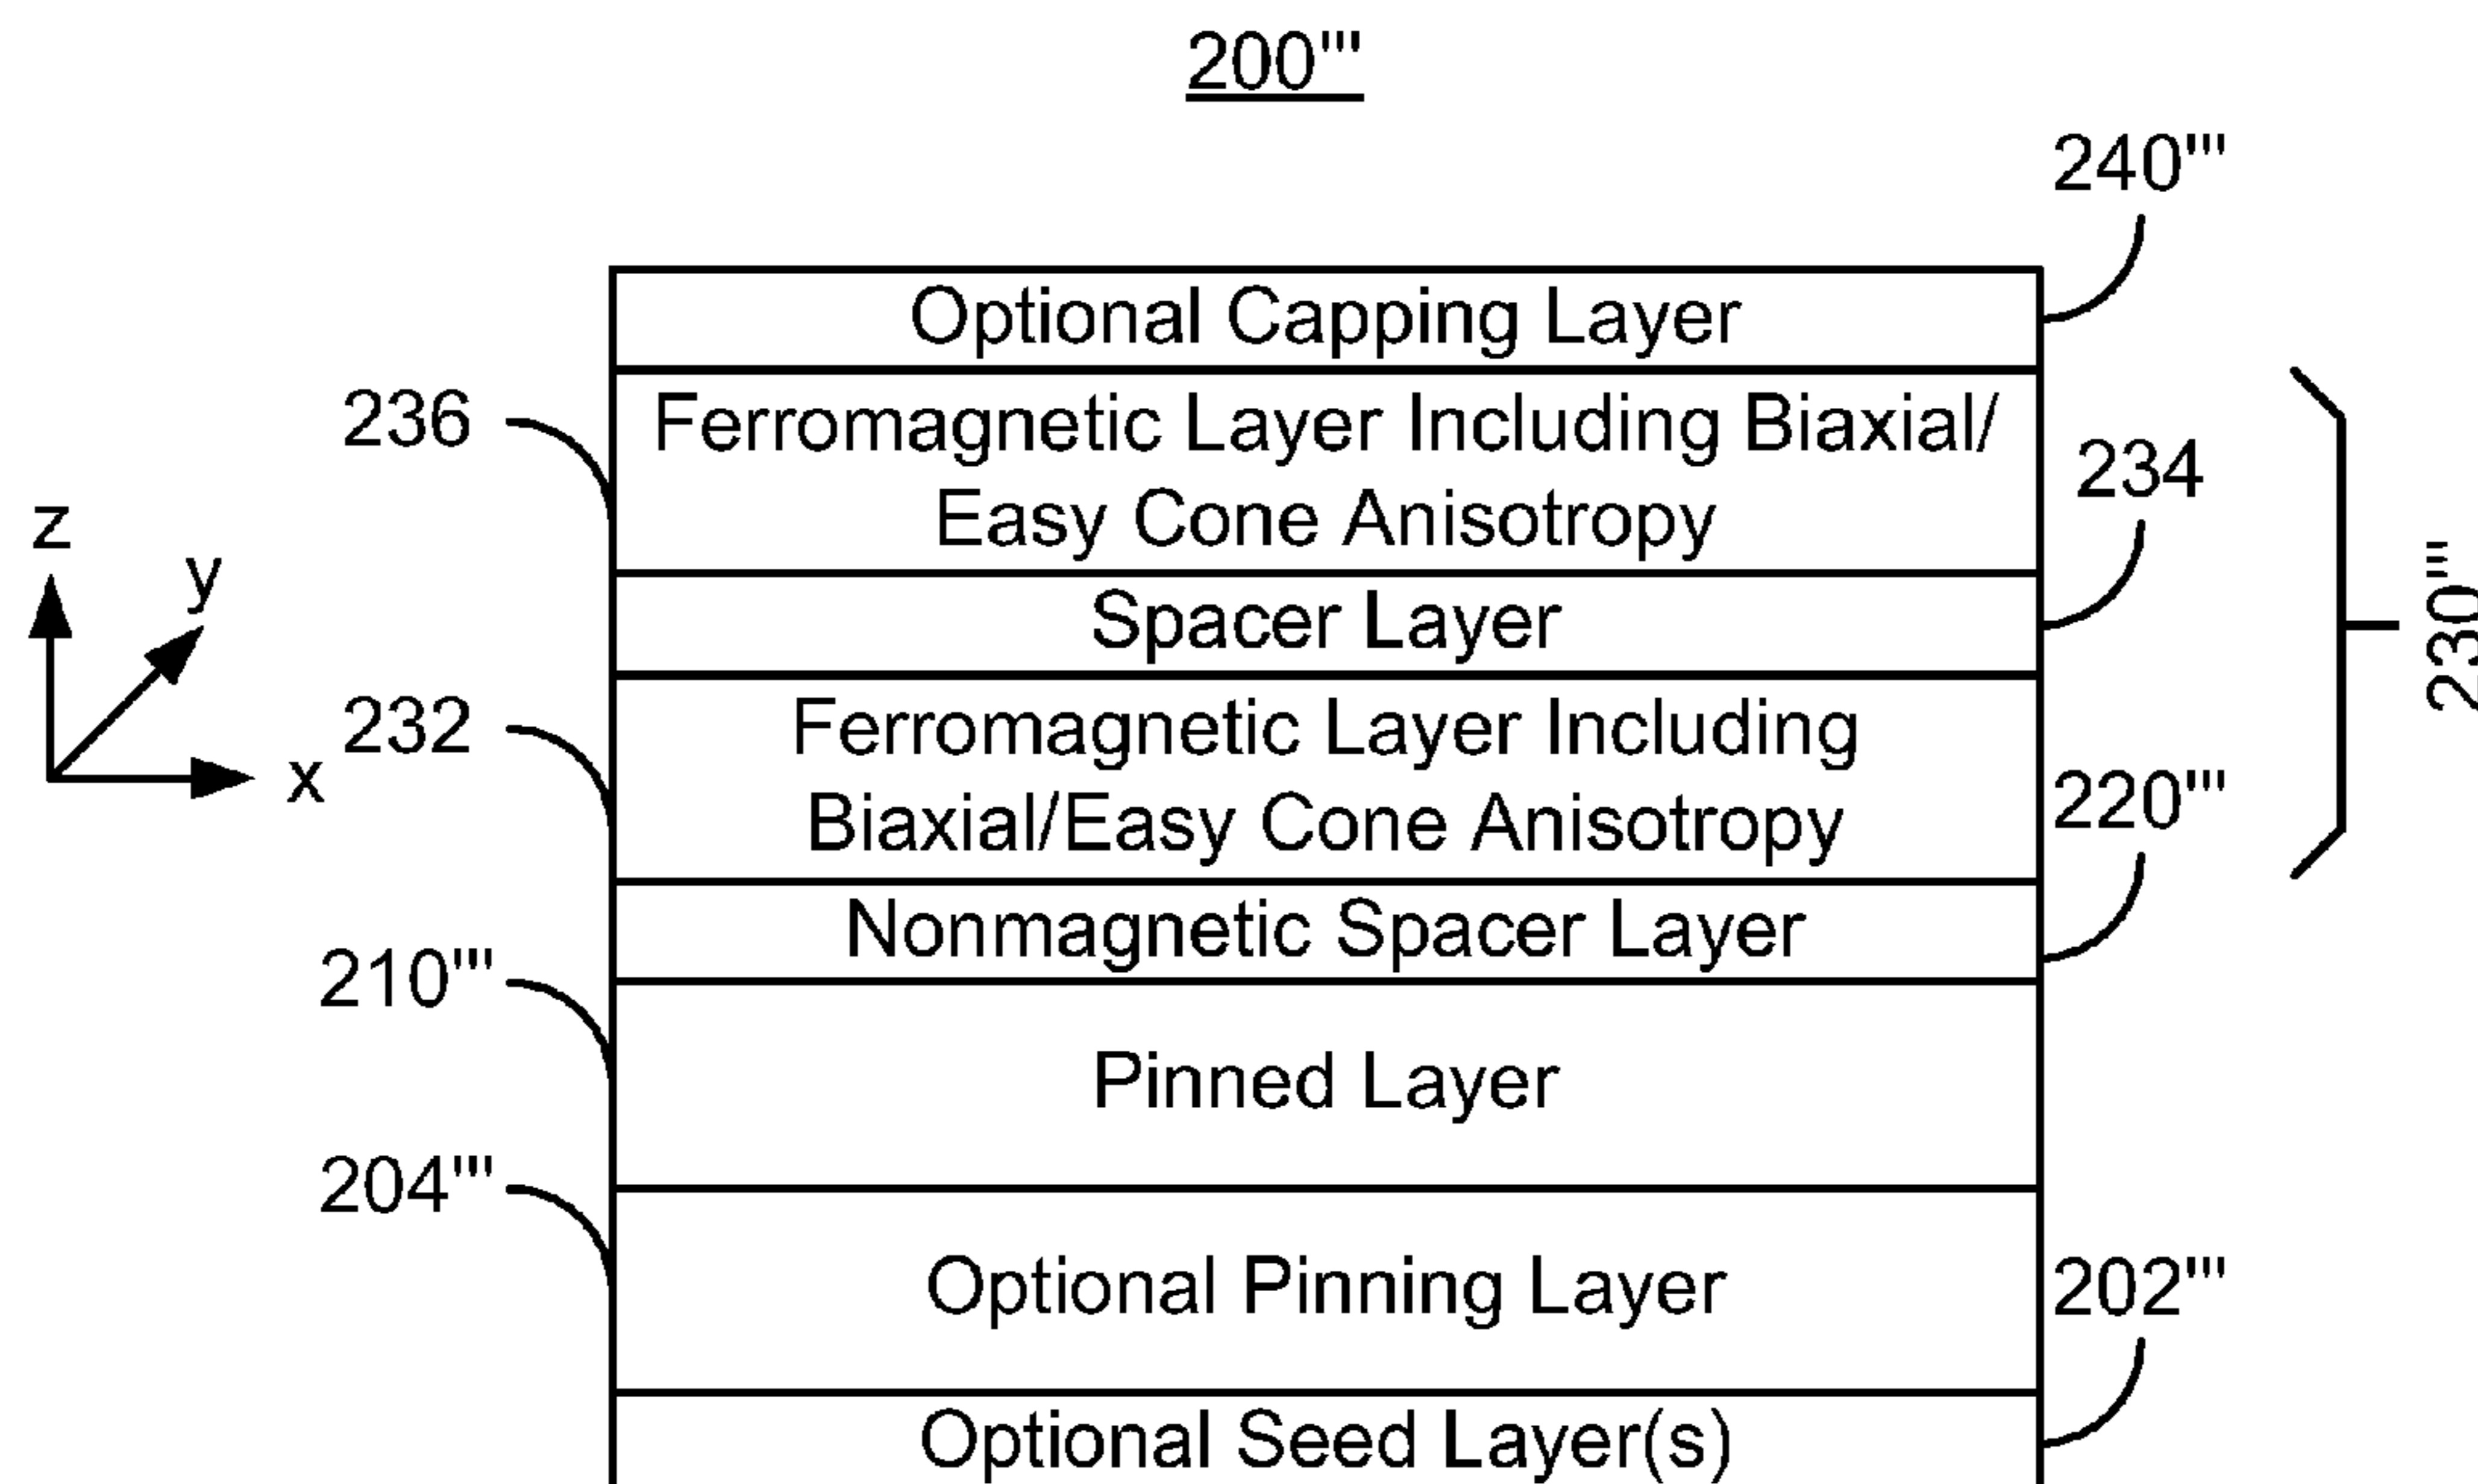 200'''
240'''
Optional Capping Layer
236
Ferromagnetic Layer Including Biaxial/
Easy Cone Anisotropy
234
z
y
x
Spacer Layer
230'''
232
Ferromagnetic Layer Including
Biaxial/Easy Cone Anisotropy
220'''
Nonmagnetic Spacer Layer
210'''
Pinned Layer
204'''
Optional Pinning Layer
202'''
Optional Seed Layer(s)